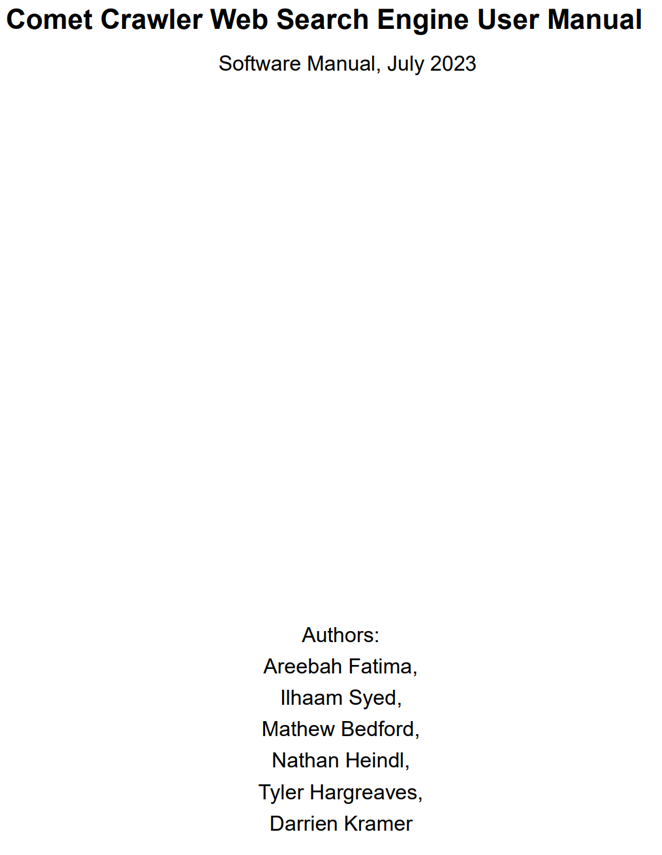 Comet Crawler Web Search Engine User Manual
Software Manual, July 2023
Authors:
Areebah Fatima,
Ilhaam Syed,
Mathew Bedford,
Nathan Heindl,
Tyler Hargreaves,
Darrien Kramer